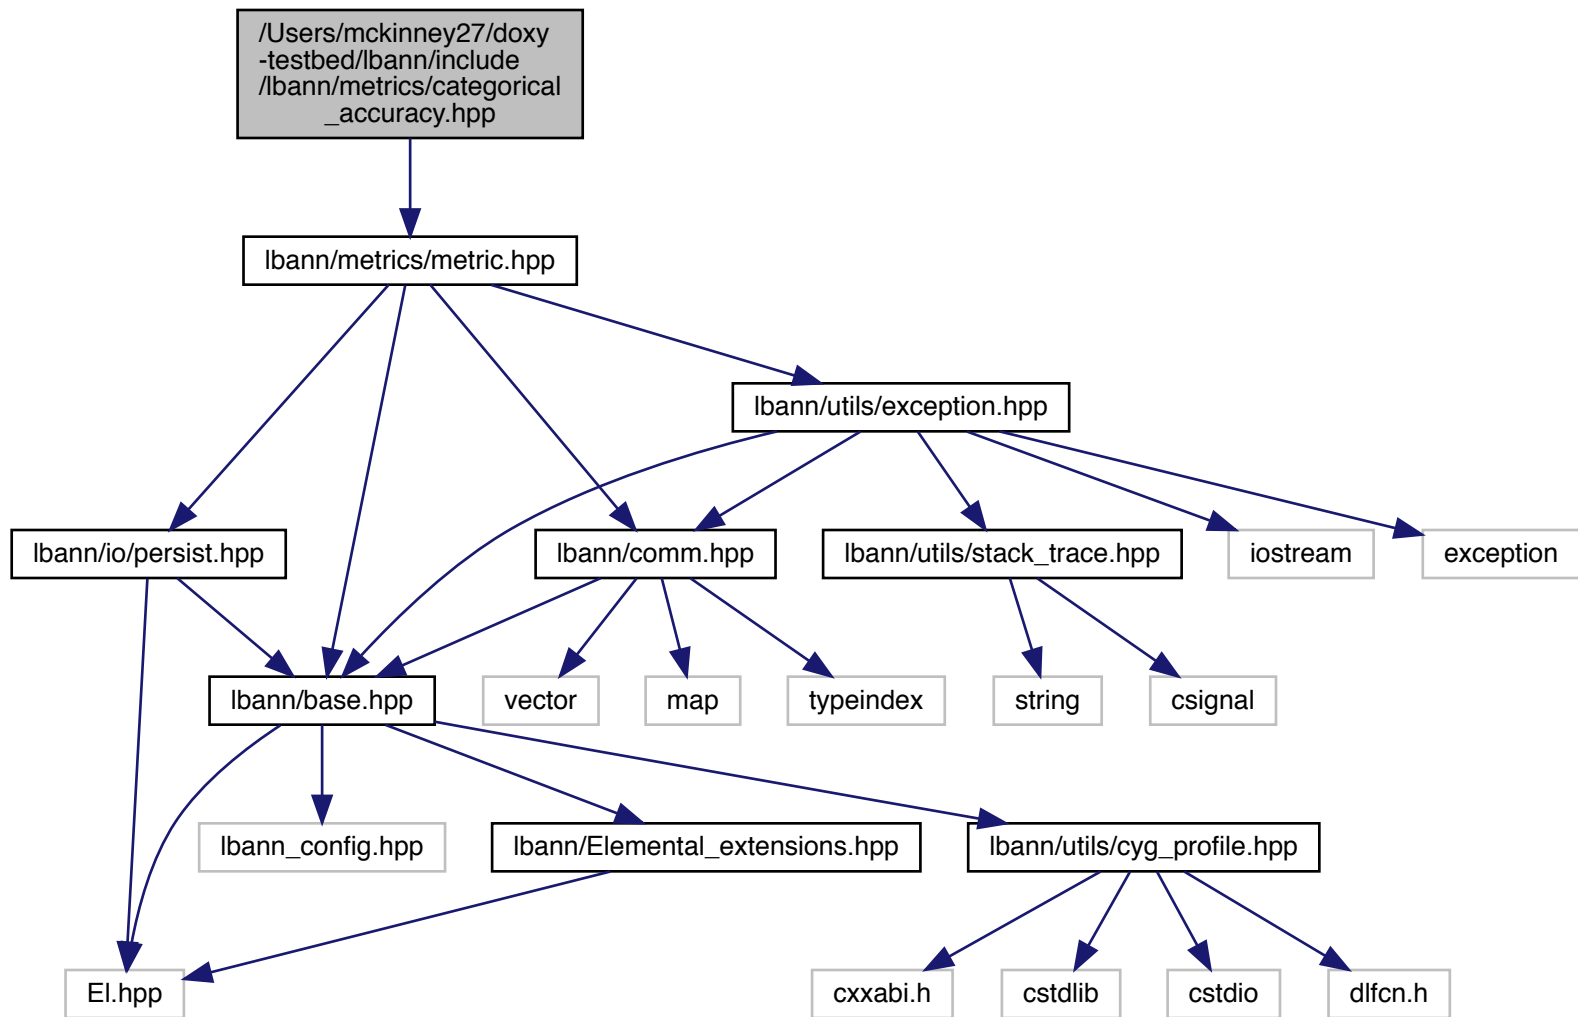 /Users/mckinney27/doxy
-testbed/lbann/include
/lbann/metrics/categorical
_accuracy.hpp
lbann/metrics/metric.hpp
lbann/utils/exception.hpp
lbann/io/persist.hpp
lbann/comm.hpp
lbann/utils/stack_trace.hpp
iostream
exception
lbann/base.hpp
vector
map
typeindex
string
csignal
lbann_config.hpp
lbann/Elemental_extensions.hpp
lbann/utils/cyg_profile.hpp
El.hpp
cxxabi.h
cstdlib
cstdio
dlfcn.h